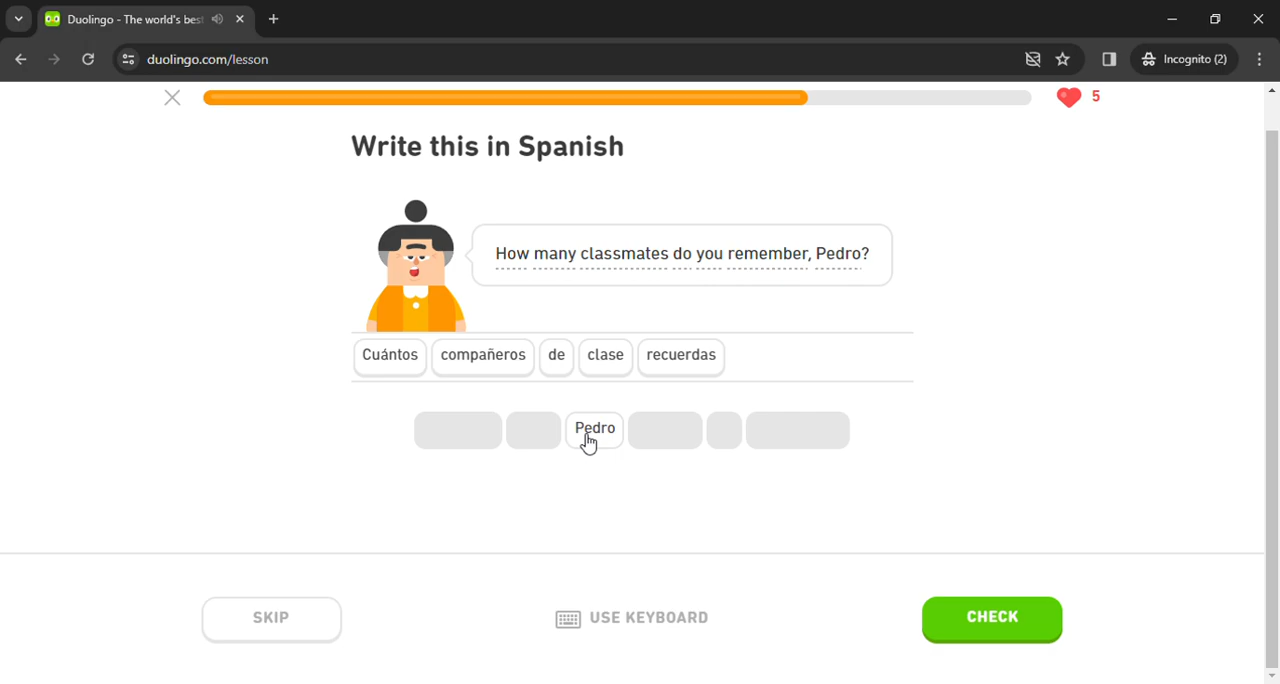 Duolingo - The world's bes
duolingo.com/lesson
Incognito (2)
5
Write this in Spanish
How many classmates do you remember, Pedro?
Cuántos compañeros de clase recuerdas
Pedro
SKIP
USE KEYBOARD
CHECK